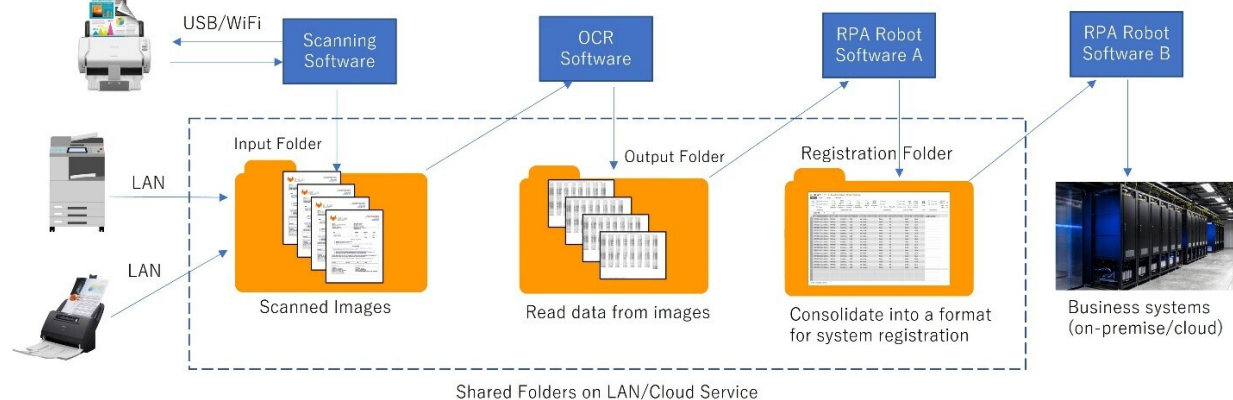 USB/WiFi
Scanning
Software
OCR
Software
RPA Robot
Software A
RPA Robot
Software B
Input Folder
Output Folder
Registration Folder
LAN
LAN
Scanned Images
Read data from images
Consolidate into a format
for system registration
Business systems
(on-premise/cloud)
Shared Folders on LAN/Cloud Service